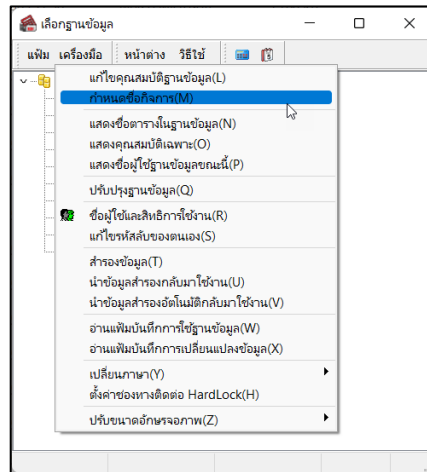 เลือกฐานข้อมูล
แฟ้ม เครื่องมือ หน้าต่าง วิธีใช้
แก้ไขคุณสมบัติฐานข้อมูล(L)
กำหนดชื่อกิจการ(M)
แสดงชื่อตารางในฐานข้อมูล(N)
แสดงคุณสมบัติเฉพาะ(O)
แสดงชื่อผู้ใช้ฐานข้อมูลขณะนี้(P)
ปรับปรุงฐานข้อมูล(Q)
ชื่อผู้ใช้และสิทธิการใช้งาน(R)
แก้ไขรหัสลับของตนเอง(S)
สำรองข้อมูล(T)
นำข้อมูลสำรองกลับมาใช้งาน(U)
นำข้อมูลสำรองอัตโนมัติกลับมาใช้งาน(V)
อ่านแฟ้มบันทึกการใช้ฐานข้อมูล(W)
อ่านแฟ้มบันทึกการเปลี่ยนแปลงข้อมูล(X)
เปลี่ยนภาษา(Y)
ตั้งค่าช่องทางติดต่อ HardLock(H)
ปรับขนาดอักษรจอภาพ(Z)